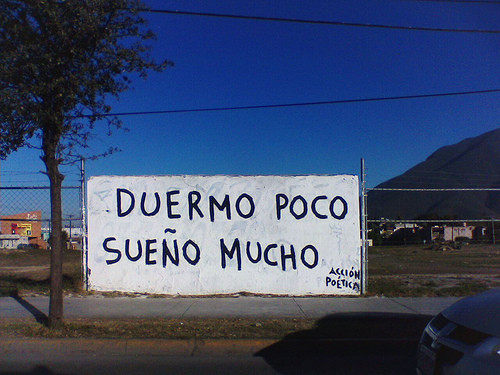 DUERMO POCO
SUEÑO MUCHO
ACCIÓN
POÉTICA